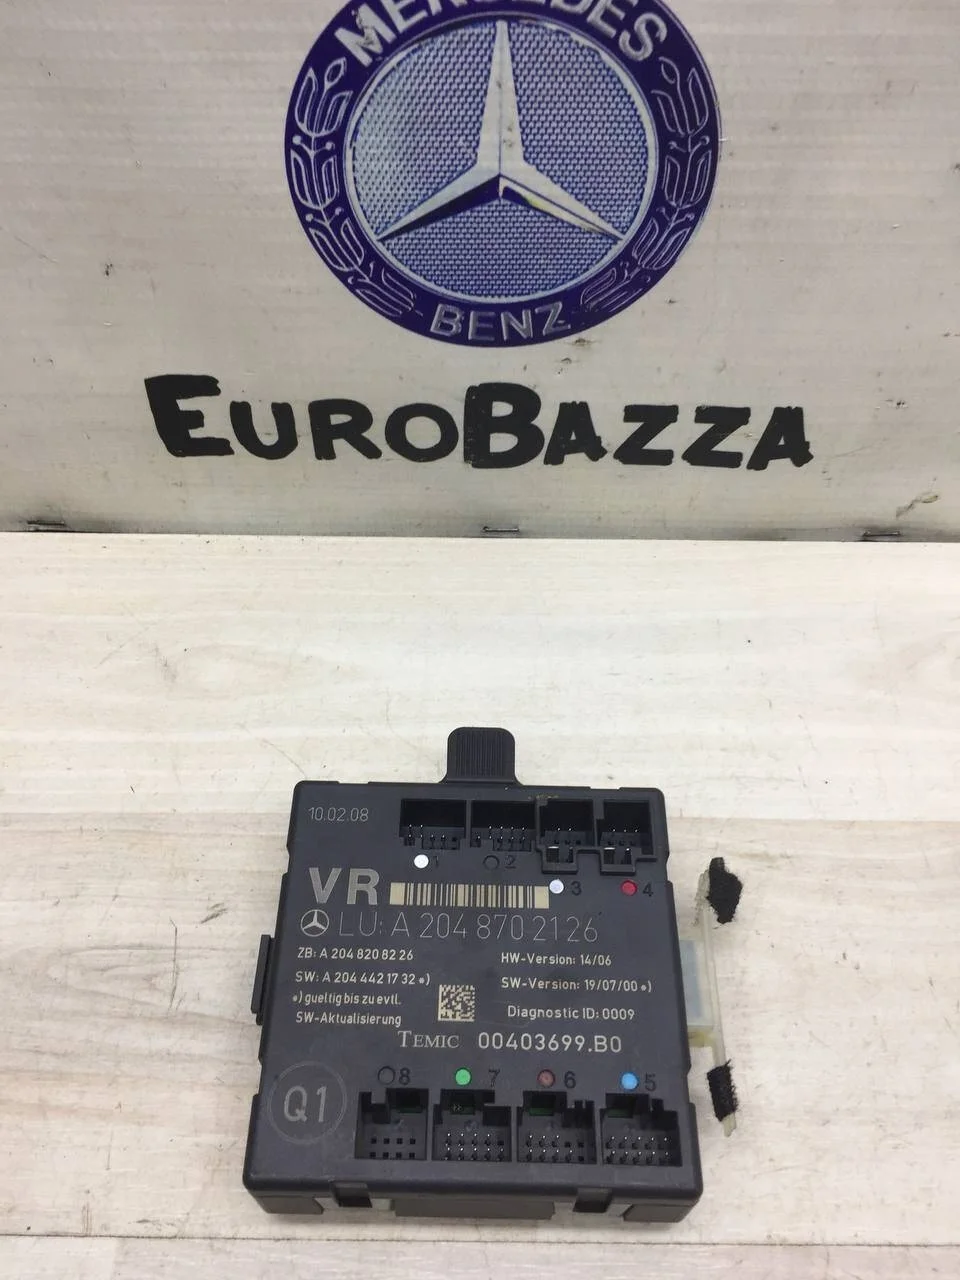 MERCEDES
BENZ
EUROBAZZA
10.02.08
1 2 3 4
VR
LU: A 204 870 21 26
ZB: A 204 820 82 26
HW-Version: 14/06
SW: A 204 442 17 32 •)
SW-Version: 19/07/00 •)
•) gueltig bis zu evtl.
SW-Aktualisierung
Diagnostic ID: 0009
TEMIC 00403699.B0
8 7 6 5
Q1